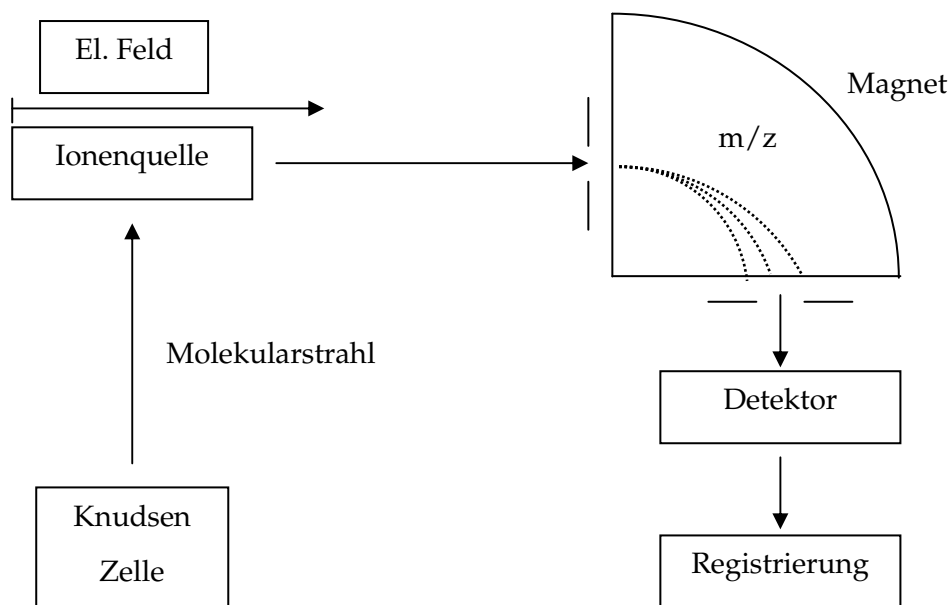 El. Feld
Magnet
m/z
Ionenquelle
Molekularstrahl
Detektor
Knudsen
Zelle
Registrierung